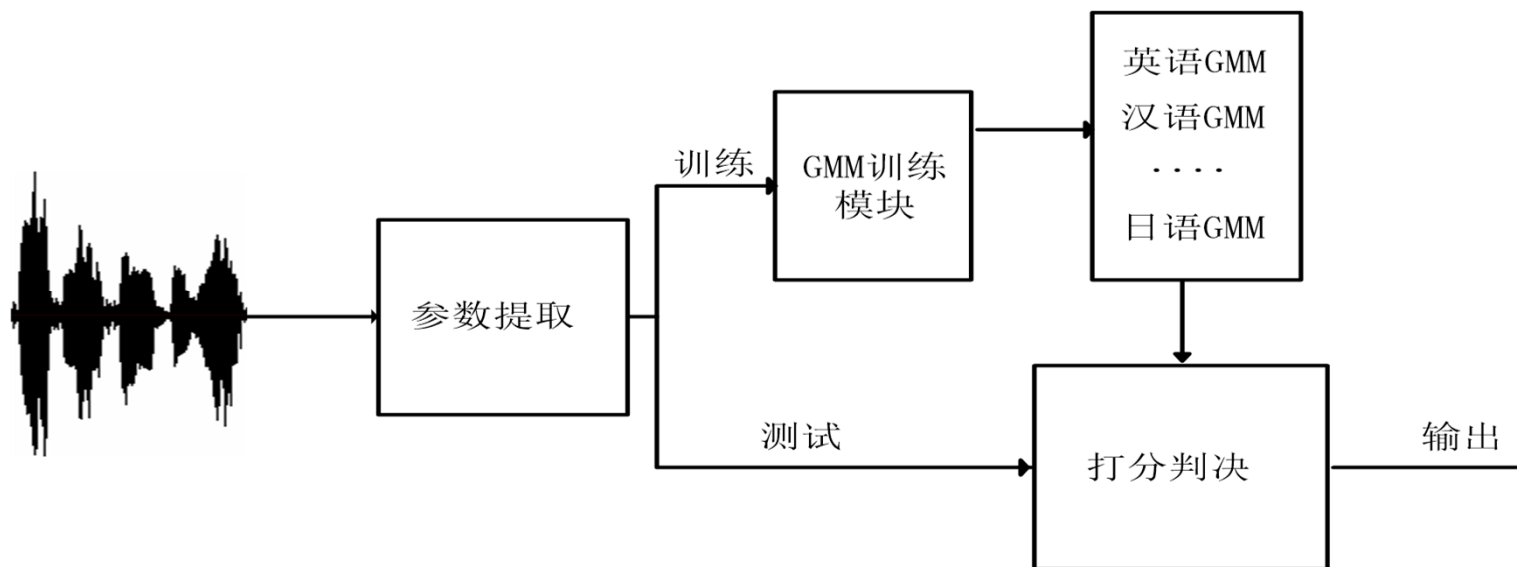 英语GMM
汉语GMM
....
日语GMM
训练
GMM训练
模块
参数提取
测试
打分判决
输出